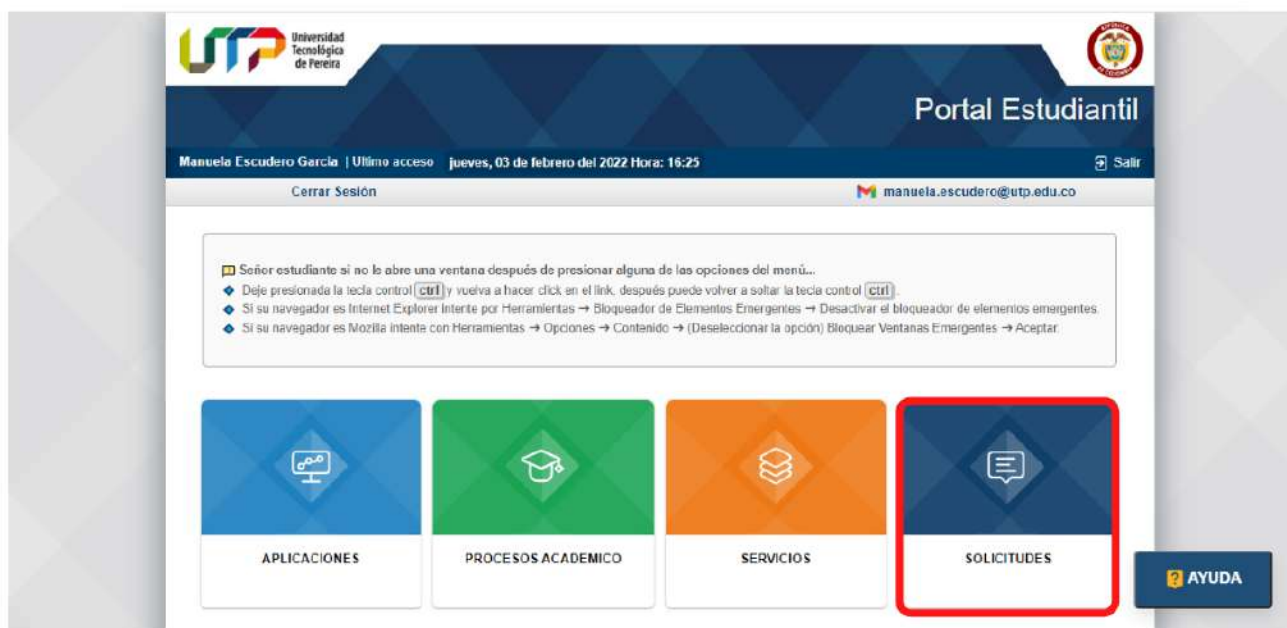 UTP Universidad
Tecnológica
de Pereira
Portal Estudiantil
Manuela Escudero García | Ultimo acceso jueves, 03 de febrero del 2022 Hora: 16:25 Salir
Cerrar Sesión manuela.escudero@utp.edu.co
Señor estudiante si no le abre una ventana después de presionar alguna de las opciones del menú...
Deje presionada la tecla control ctrl y vuelva a hacer click en el link, después puede volver a soltar la tecla control ctrl.
Si su navegador es Internet Explorer Intente por Herramientas → Bloqueador de Elementos Emergentes → Desactivar el bloqueador de elementos emergentes.
Si su navegador es Mozilla intente con Herramientas → Opciones → Contenido → (Deseleccionar la opción) Bloquear Ventanas Emergentes → Aceptar.
APLICACIONES PROCESOS ACADEMICO SERVICIOS SOLICITUDES
AYUDA